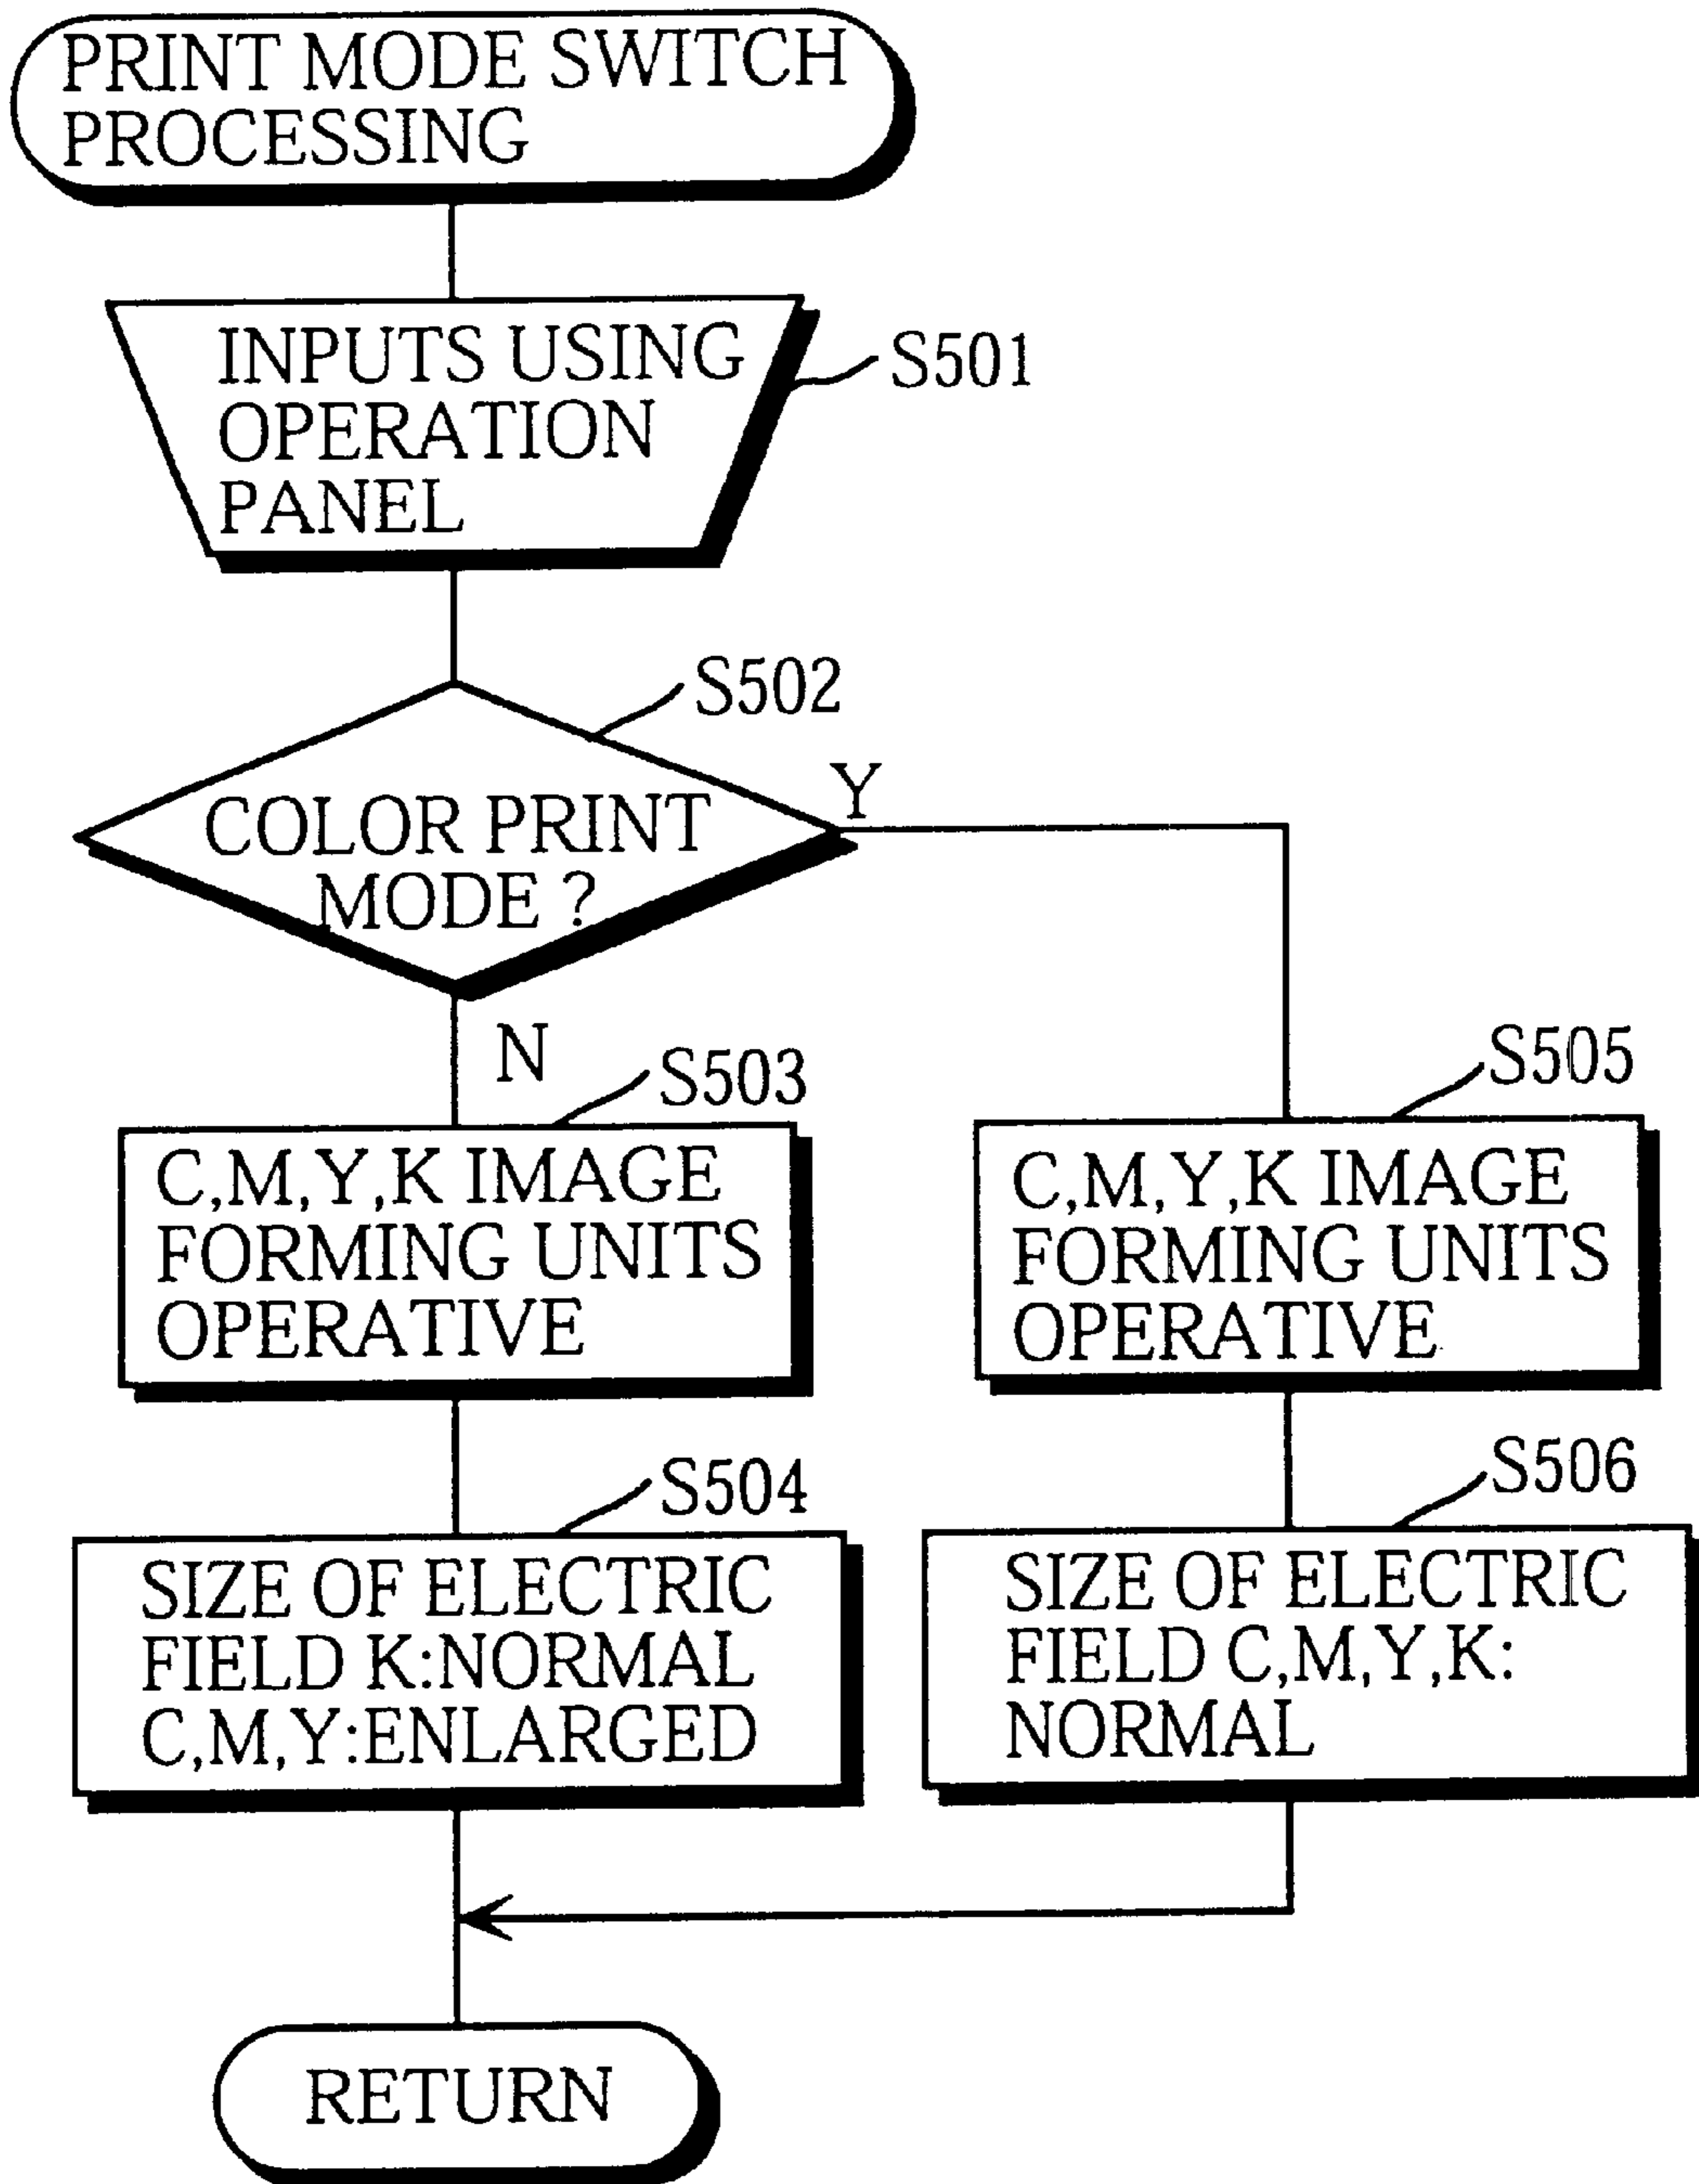 PRINT MODE SWITCH
PROCESSING
INPUTS USING
OPERATION
PANEL
S501
S502
COLOR PRINT
MODE ?
Y
N
S503
C,M,Y,K IMAGE
FORMING UNITS
OPERATIVE
S504
SIZE OF ELECTRIC
FIELD K:NORMAL
C,M,Y:ENLARGED
S505
C,M,Y,K IMAGE
FORMING UNITS
OPERATIVE
S506
SIZE OF ELECTRIC
FIELD C,M,Y,K:
NORMAL
RETURN